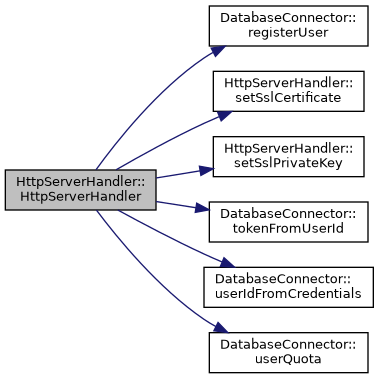 DatabaseConnector::
registerUser
HttpServerHandler::
setSslCertificate
HttpServerHandler::
setSslPrivateKey
HttpServerHandler::
HttpServerHandler
DatabaseConnector::
tokenFromUserId
DatabaseConnector::
userIdFromCredentials
DatabaseConnector::
userQuota